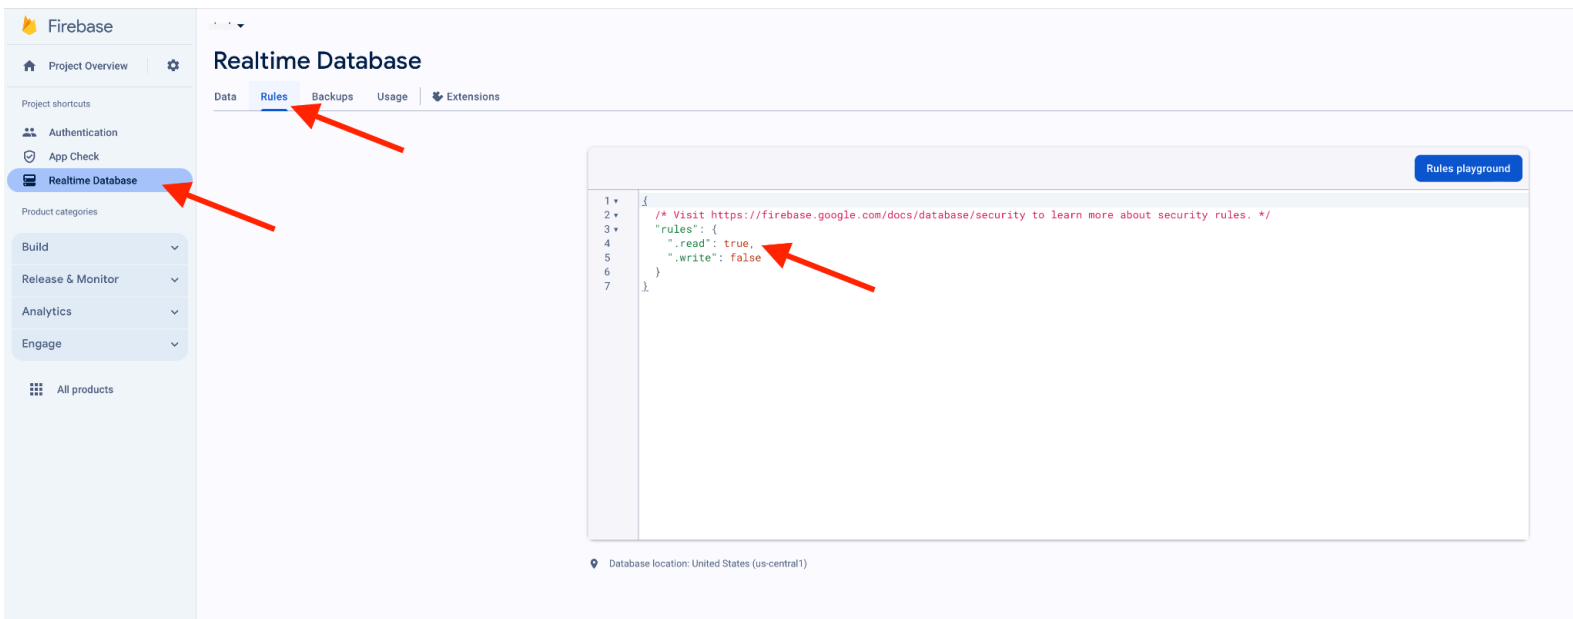 Firebase
Project Overview
Project shortcuts
Authentication
App Check
Realtime Database
Product categories
Build
Release & Monitor
Analytics
Engage
All products
Realtime Database
Data Rules Backups Usage Extensions
Rules playground
1 {
2 /* Visit https://firebase.google.com/docs/database/security to learn more about security rules. */
3 "rules": {
4 ".read": true,
5 ".write": false
6 }
7 }
Database location: United States (us-central1)